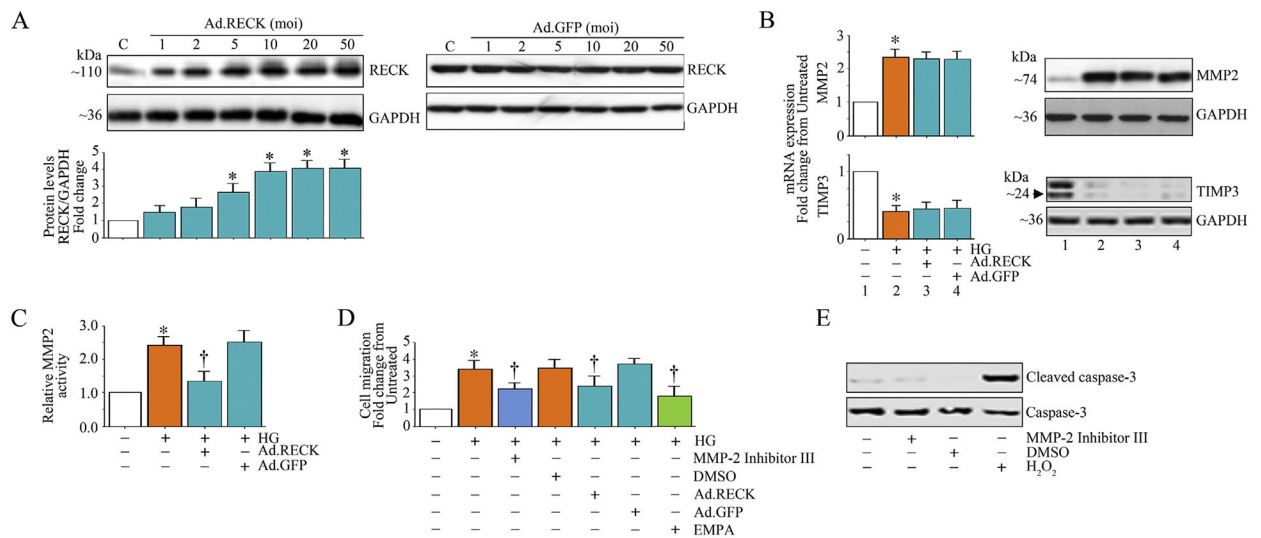 A
Ad.RECK (moi)
kDa C 1 2 5 10 20 50
~110 RECK
~36 GAPDH
Protein levels
RECK/GAPDH
Fold change
5
4
3
2
1
0
* * * *
Ad.GFP (moi)
C 1 2 5 10 20 50
RECK
GAPDH
B
mRNA expression
Fold change from Untreated
MMP2
3
2
1
0
*
TIMP3
1
0
*
– + + + HG
– – + – Ad.RECK
– – – + Ad.GFP
1 2 3 4
~74 MMP2
~36 GAPDH
kDa
~24 TIMP3
~36 GAPDH
1 2 3 4
C
Relative MMP2
activity
3.0
2.0
1.0
0
* †
– + + + HG
– – + – Ad.RECK
– – – + Ad.GFP
D
Cell migration
Fold change from
Untreated
5
4
3
2
1
0
* † † †
– + + + + + + HG
– – + – – – – MMP-2 Inhibitor III
– – – + – – – DMSO
– – – – + – – Ad.RECK
– – – – – + – Ad.GFP
– – – – – – + EMPA
E
Cleaved caspase-3
Caspase-3
– + – – MMP-2 Inhibitor III
– – + – DMSO
– – – + H₂O₂